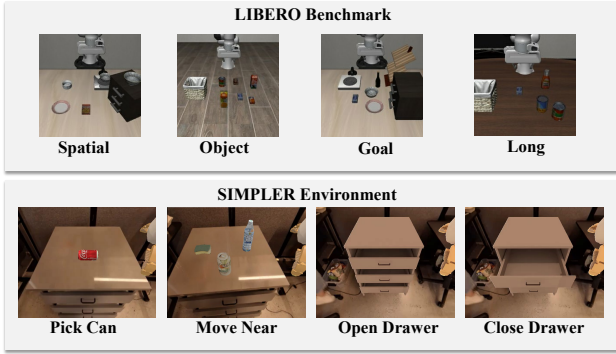 LIBERO Benchmark
Spatial Object Goal Long
SIMPLER Environment
Pick Can Move Near Open Drawer Close Drawer